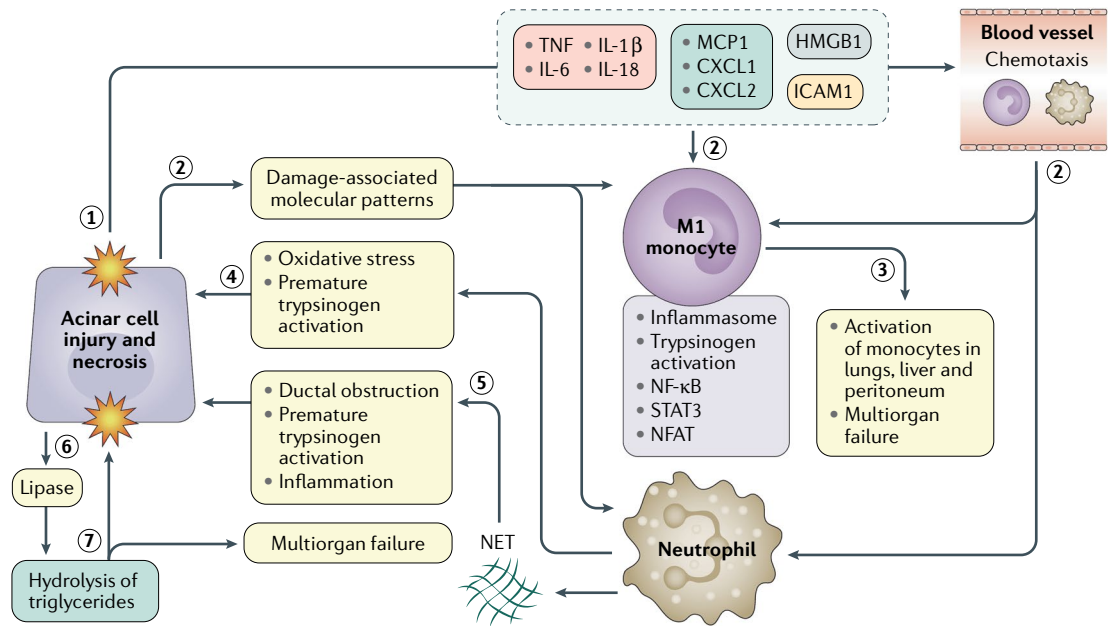 • TNF • IL-1β
• IL-6 • IL-18
• MCP1
• CXCL1
• CXCL2
HMGB1
ICAM1
Blood vessel
Chemotaxis
1
2
Damage-associated
molecular patterns
2
2
M1
monocyte
3
4
• Oxidative stress
• Premature
trypsinogen
activation
Acinar cell
injury and
necrosis
• Inflammasome
• Trypsinogen
activation
• NF-κB
• STAT3
• NFAT
• Activation
of monocytes in
lungs, liver and
peritoneum
• Multiorgan
failure
5
• Ductal obstruction
• Premature
trypsinogen
activation
• Inflammation
6
Lipase
7
Multiorgan failure
NET
Neutrophil
Hydrolysis of
triglycerides